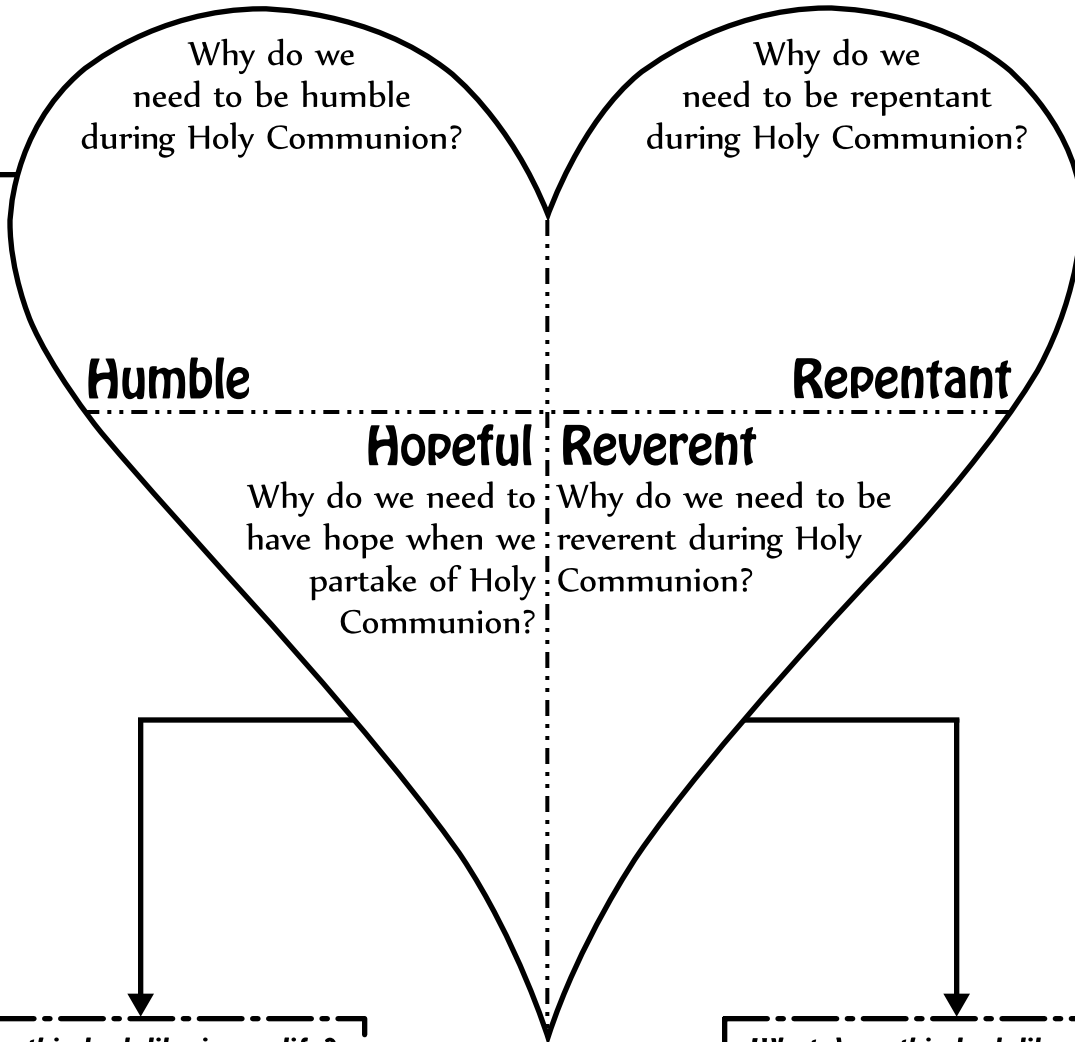 Why do we
need to be humble
during Holy Communion?
Why do we
need to be repentant
during Holy Communion?
Humble
Repentant
Hopeful
Why do we need to
have hope when we
partake of Holy
Communion?
Reverent
Why do we need to be
reverent during Holy
Communion?